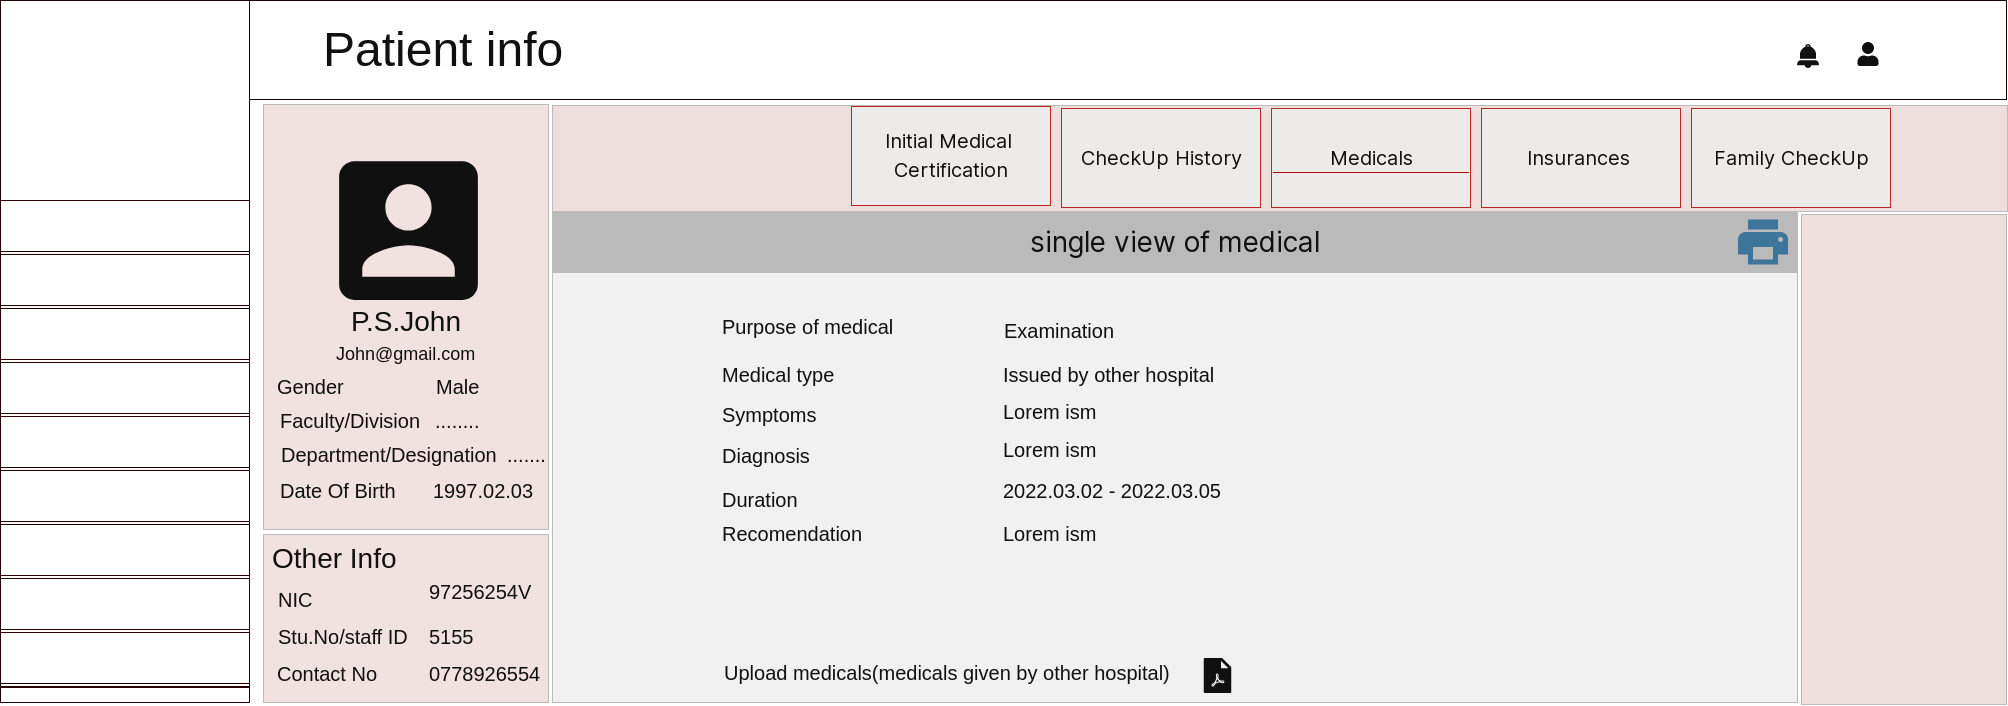 Patient info
Initial Medical
Certification
CheckUp History
Medicals
Insurances
Family CheckUp
single view of medical
P.S.John
John@gmail.com
Gender Male
Faculty/Division ........
Department/Designation .......
Date Of Birth 1997.02.03
Other Info
NIC 97256254V
Stu.No/staff ID 5155
Contact No 0778926554
Purpose of medical Examination
Medical type Issued by other hospital
Symptoms Lorem ism
Diagnosis Lorem ism
Duration 2022.03.02 - 2022.03.05
Recomendation Lorem ism
Upload medicals(medicals given by other hospital)